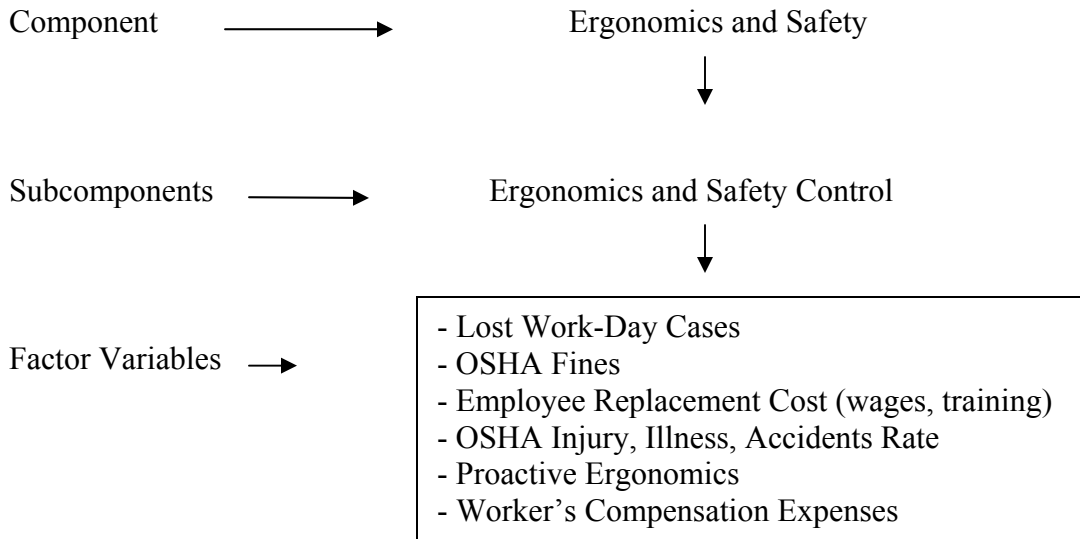 Component Ergonomics and Safety
Subcomponents Ergonomics and Safety Control
Factor Variables
- Lost Work-Day Cases
- OSHA Fines
- Employee Replacement Cost (wages, training)
- OSHA Injury, Illness, Accidents Rate
- Proactive Ergonomics
- Worker’s Compensation Expenses